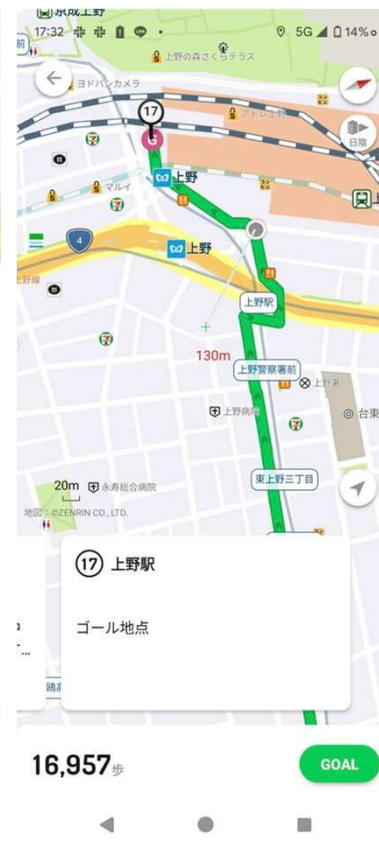 京成上野
17:32
5G
14%
前
上野の森さくらテラス
ヨドバシカメラ
17
アトレ上野
日陰
G
上野
マルイ
上野
4
上野駅
130m
上野警察署前
上野署
上野病院
台東
20m
永寿総合病院
東上野三丁目
地図:©ZENRIN CO., LTD.
17 上野駅
ゴール地点
16,957歩
GOAL